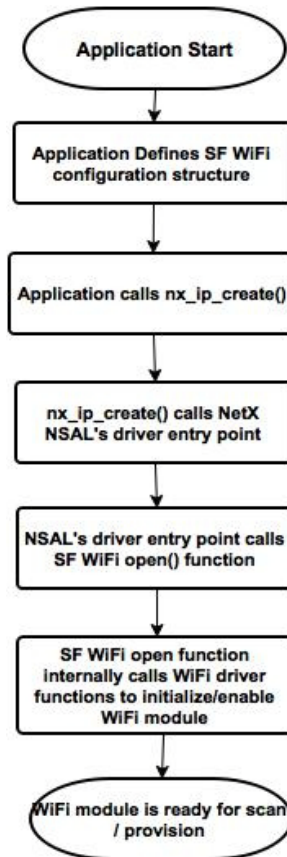 Application Start
Application Defines SF WiFi
configuration structure
Application calls nx_ip_create()
nx_ip_create() calls NetX
NSAL's driver entry point
NSAL's driver entry point calls
SF WiFi open() function
SF WiFi open function
internally calls WiFi driver
functions to initialize/enable
WiFi module
WiFi module is ready for scan
/ provision